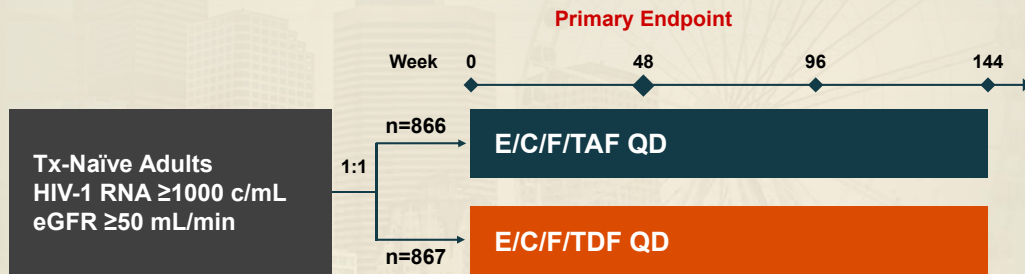 Primary Endpoint
Week 0 48 96 144
n=866
E/C/F/TAF QD
Tx-Naïve Adults
HIV-1 RNA ≥1000 c/mL
eGFR ≥50 mL/min
1:1
E/C/F/TDF QD
n=867